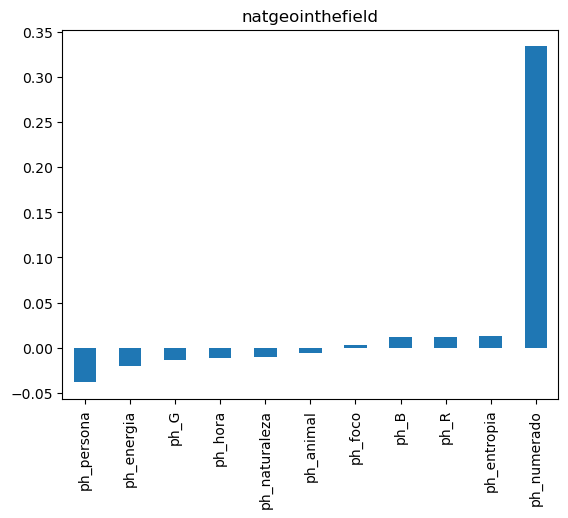 natgeointhefield
0.35
0.30
0.25
0.20
0.15
0.10
0.05
0.00
−0.05
ph_persona
ph_energia
ph_G
ph_hora
ph_naturaleza
ph_animal
ph_foco
ph_B
ph_R
ph_entropia
ph_numerado